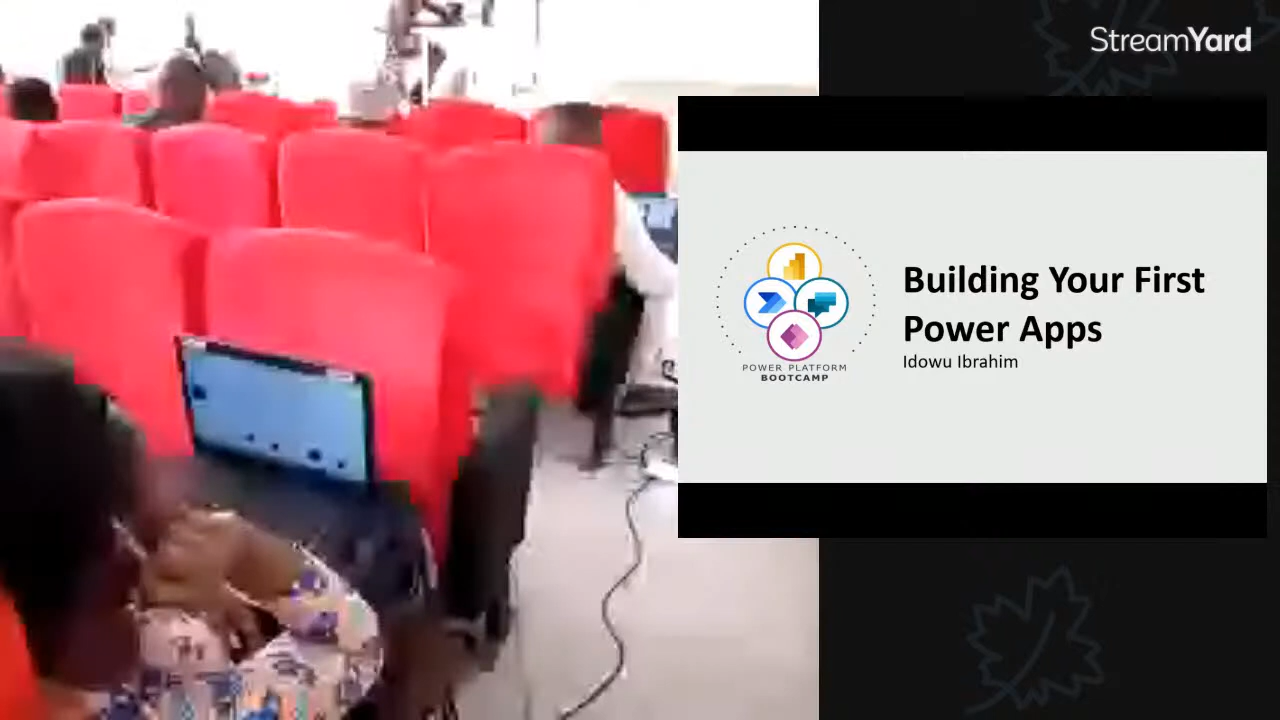 StreamYard
Building Your First
Power Apps
Idowu Ibrahim
POWER PLATFORM
BOOTCAMP